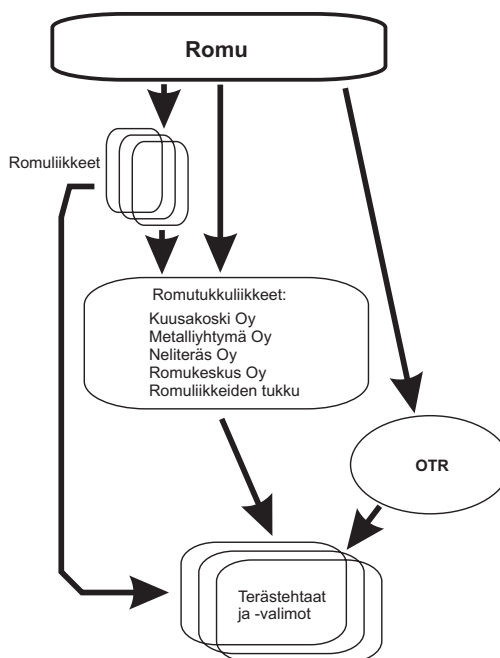 Romu
Romuliikkeet
Romutukkuliikkeet:
Kuusakoski Oy
Metalliyhtymä Oy
Neliteräs Oy
Romukeskus Oy
Romuliikkeiden tukku
OTR
Terästehtaat
ja -valimot